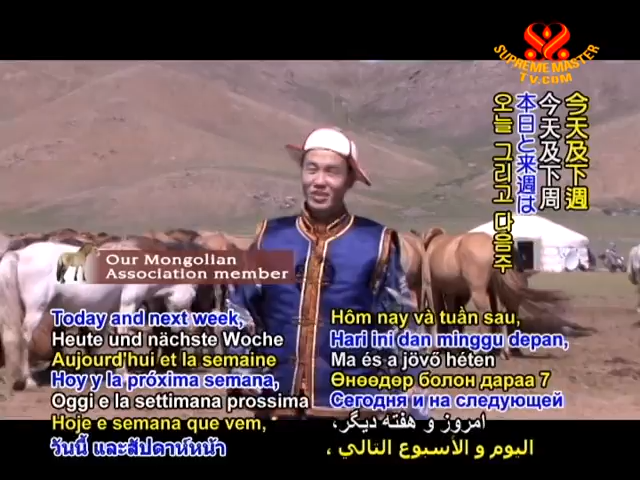 SUPREME MASTER
TV.COM
今天及下週
今天及下周
本日と来週は
오늘 그리고 다음주
Our Mongolian
Association member
Today and next week,
Heute und nächste Woche
Aujourd'hui et la semaine
Hoy y la próxima semana,
Oggi e la settimana prossima
Hoje e semana que vem,
วันนี้ และสัปดาห์หน้า
Hôm nay và tuần sau,
Hari ini dan minggu depan,
Ma és a jövő héten
Өнөөдөр болон дараа 7
Сегодня и на следующей
امروز و هفته دیگر،
اليوم و الأسبوع التالي ،